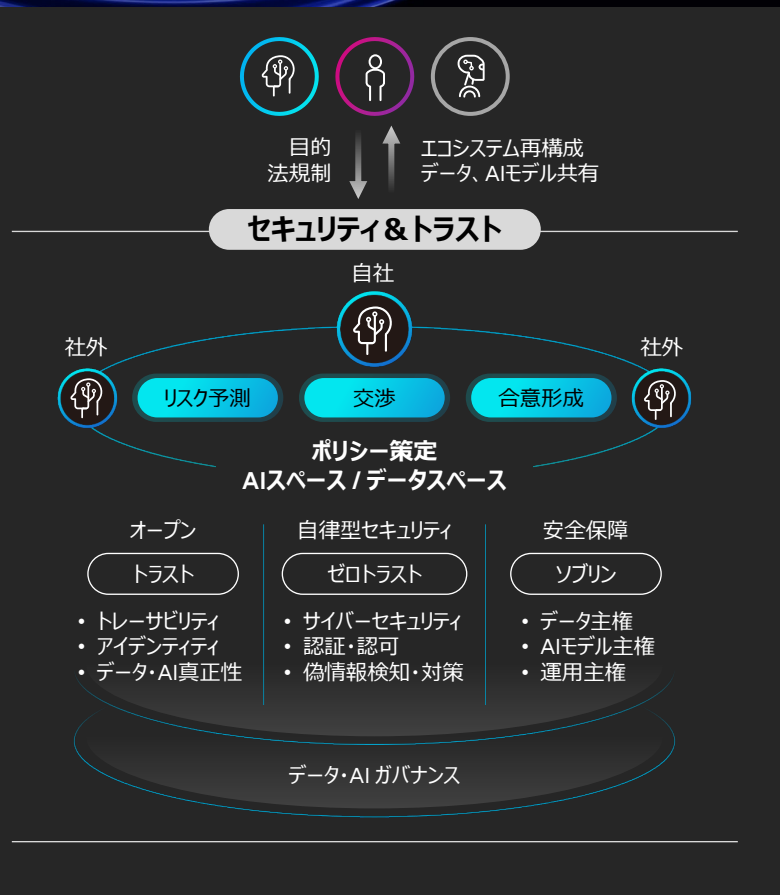 目的
法規制
エコシステム再構成
データ、AIモデル共有
セキュリティ&トラスト
自社
社外
社外
リスク予測
交渉
合意形成
ポリシー策定
AIスペース / データスペース
オープン
自律型セキュリティ
安全保障
トラスト
ゼロトラスト
ソブリン
• トレーサビリティ
• アイデンティティ
• データ・AI真正性
• サイバーセキュリティ
• 認証・認可
• 偽情報検知・対策
• データ主権
• AIモデル主権
• 運用主権
データ・AI ガバナンス